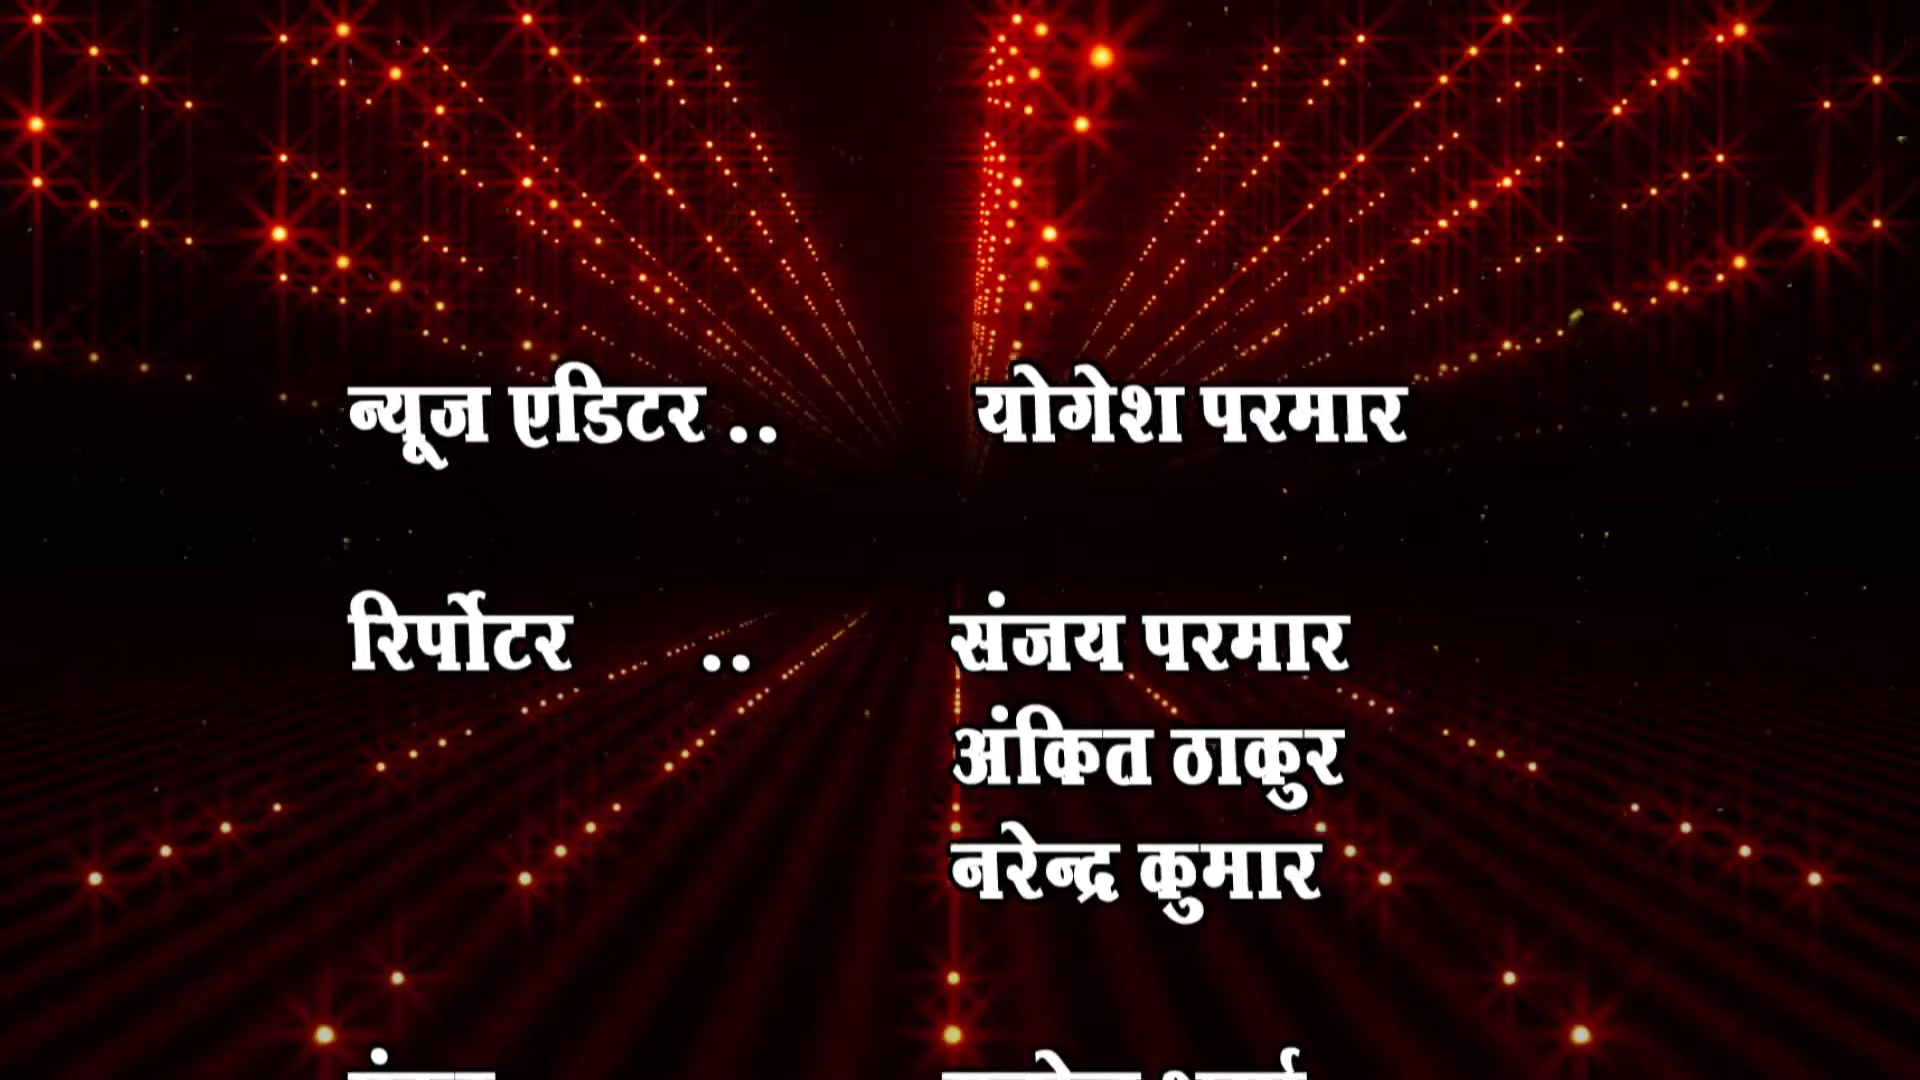 न्यूज एडिटर .. योगेश परमार
रिर्पोटर .. संजय परमार
अंकित ठाकुर
नरेन्द्र कुमार